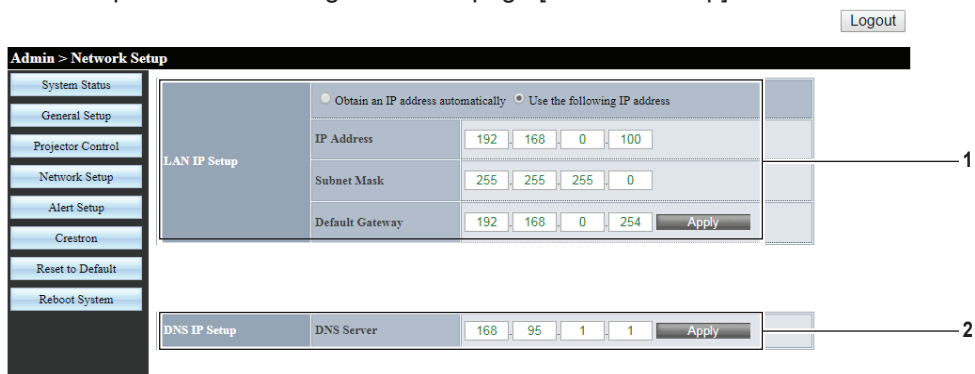 Logout
Admin > Network Setup
System Status
General Setup
Projector Control
Network Setup
Alert Setup
Crestron
Reset to Default
Reboot System
LAN IP Setup
Obtain an IP address automatically Use the following IP address
IP Address 192 . 168 . 0 . 100
Subnet Mask 255 . 255 . 255 . 0
Default Gateway 192 . 168 . 0 . 254 Apply
1
DNS IP Setup DNS Server 168 . 95 . 1 . 1 Apply
2